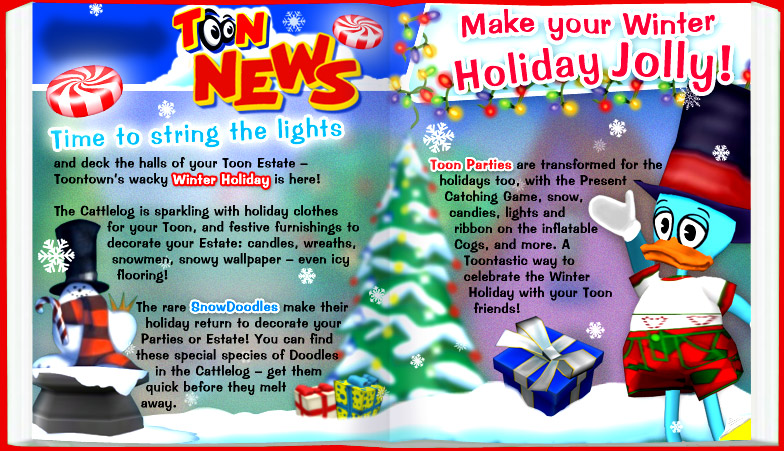 TOON
NEWS
Time to string the lights
and deck the halls of your Toon Estate –
Toontown's wacky Winter Holiday is here!
The Cattlelog is sparkling with holiday clothes
for your Toon, and festive furnishings to
decorate your Estate: candles, wreaths,
snowmen, snowy wallpaper – even icy
flooring!
The rare SnowDoodles make their
holiday return to decorate your
Parties or Estate! You can find
these special species of Doodles
in the Cattlelog – get them
quick before they melt
away.
Make your Winter
Holiday Jolly!
Toon Parties are transformed for the
holidays too, with the Present
Catching Game, snow,
candies, lights and
ribbon on the inflatable
Cogs, and more. A
Toontastic way to
celebrate the Winter
Holiday with your Toon
friends!